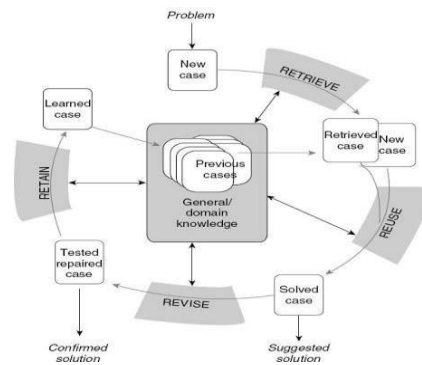 Problem
New
case
RETRIEVE
Learned
case
Retrieved
case
New
case
Previous
cases
General/
domain
knowledge
RETAIN
REUSE
Tested
repaired
case
REVISE
Solved
case
Confirmed
solution
Suggested
solution